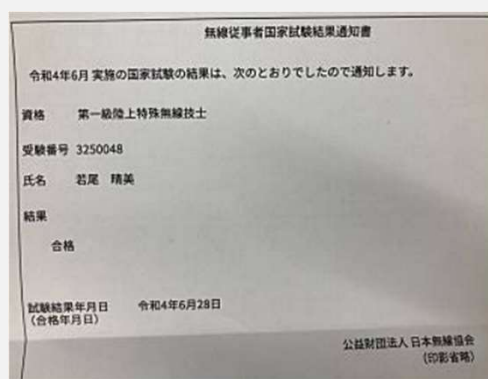 無線従事者国家試験結果通知書
令和4年6月 実施の国家試験の結果は、次のとおりでしたので通知します。
資格 第一級陸上特殊無線技士
受験番号 3250048
氏名 若尾 晴美
結果
合格
試験結果年月日 令和4年6月28日
(合格年月日)
公益財団法人 日本無線協会
(印影省略)